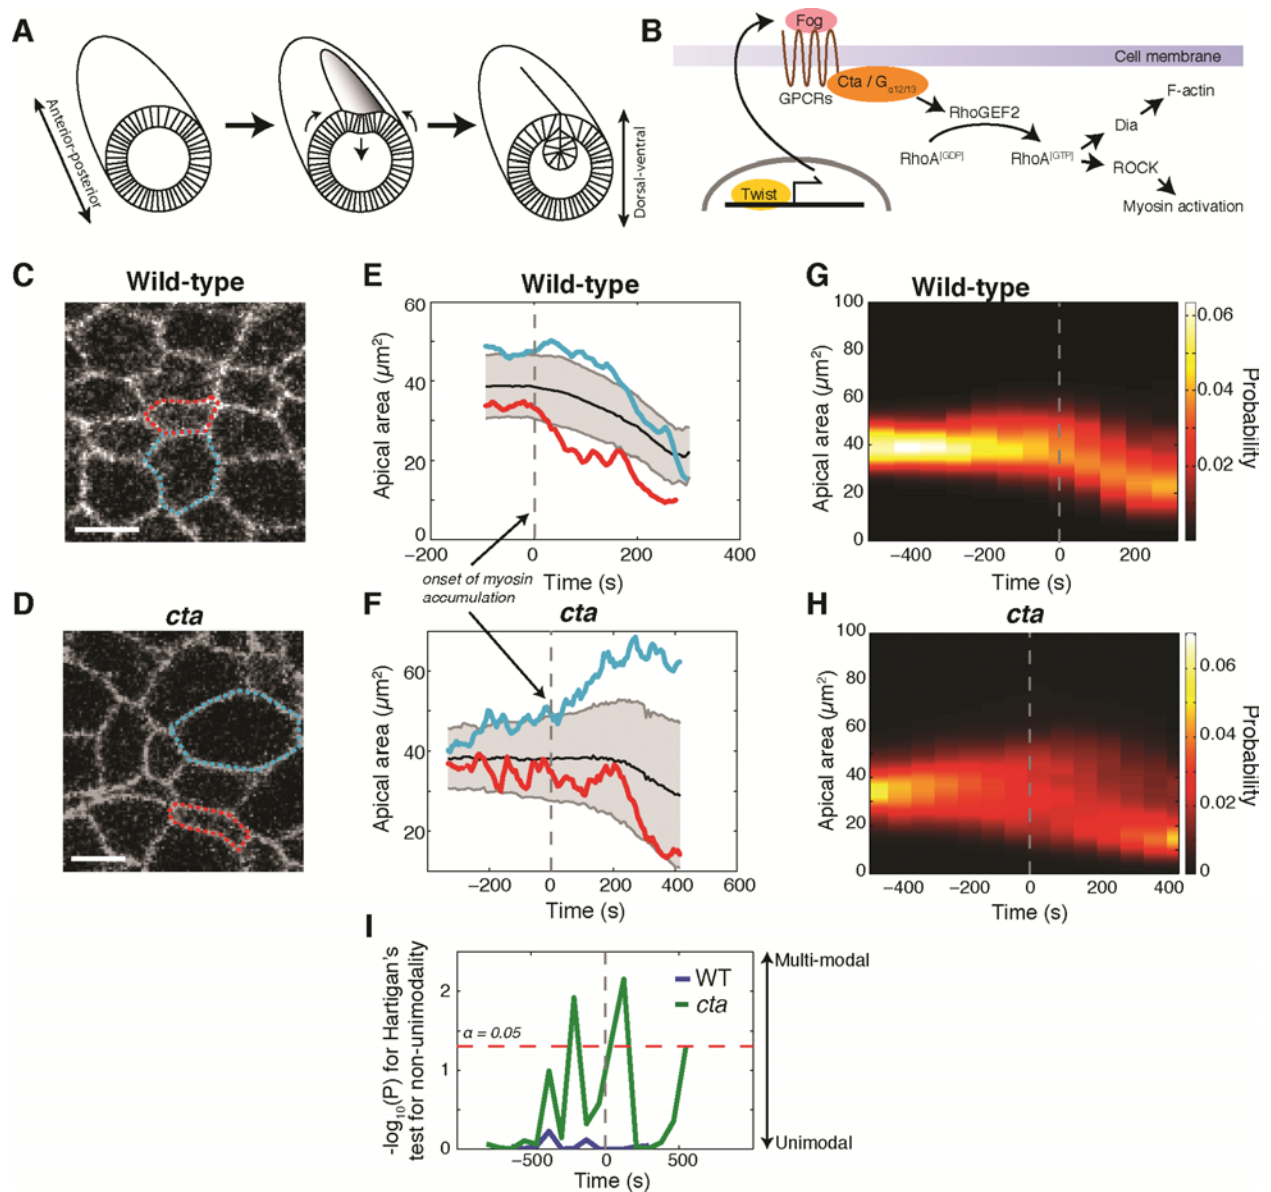 A
Anterior-posterior
Dorsal-ventral
B
Fog
Cell membrane
GPCRs
Cta / Gα12/13
RhoGEF2
RhoA[GDP]
RhoA[GTP]
Dia
F-actin
ROCK
Myosin activation
Twist
C
Wild-type
E
Wild-type
Apical area (µm²)
60
40
20
0
−200
0
200
400
Time (s)
onset of myosin
accumulation
G
Wild-type
Apical area (µm²)
100
80
60
40
20
0
−400
−200
0
200
Time (s)
0.06
0.04
0.02
Probability
D
cta
F
cta
Apical area (µm²)
60
40
20
−200
0
200
400
600
Time (s)
H
cta
Apical area (µm²)
100
80
60
40
20
0
−400
−200
0
200
400
Time (s)
0.06
0.04
0.02
0
Probability
I
-log10(P) for Hartigan's
test for non-unimodality
2
1
0
α = 0.05
WT
cta
−500
0
500
Time (s)
Multi-modal
Unimodal